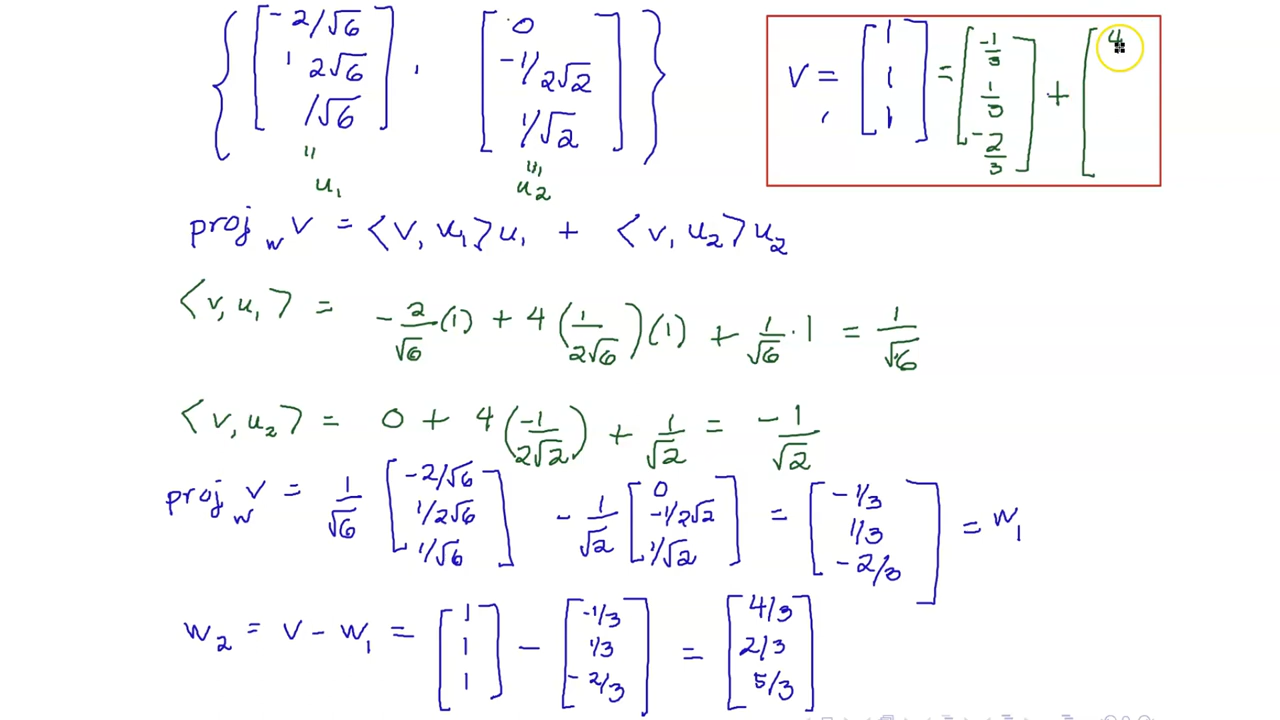 { [ -2/√6, 1 2√6, 1/√6 ] , [ 0, -1/2√2, 1/√2 ] }
" u₁
" u₂
v = [ 1, 1, 1 ] = [ -1/3, 1/3, -2/3 ] + [ 4
,
proj_w v = ⟨v, u₁⟩u₁ + ⟨v, u₂⟩u₂
⟨v, u₁⟩ = -2/√6 (1) + 4(1/2√6)(1) + 1/√6 · 1 = 1/√6
⟨v, u₂⟩ = 0 + 4(-1/2√2) + 1/√2 = -1/√2
proj_w v = 1/√6 [ -2/√6, 1/2√6, 1/√6 ] - 1/√2 [ 0, -1/2√2, 1/√2 ] = [ -1/3, 1/3, -2/3 ] = w₁
w₂ = v - w₁ = [ 1, 1, 1 ] - [ -1/3, 1/3, -2/3 ] = [ 4/3, 2/3, 5/3 ]